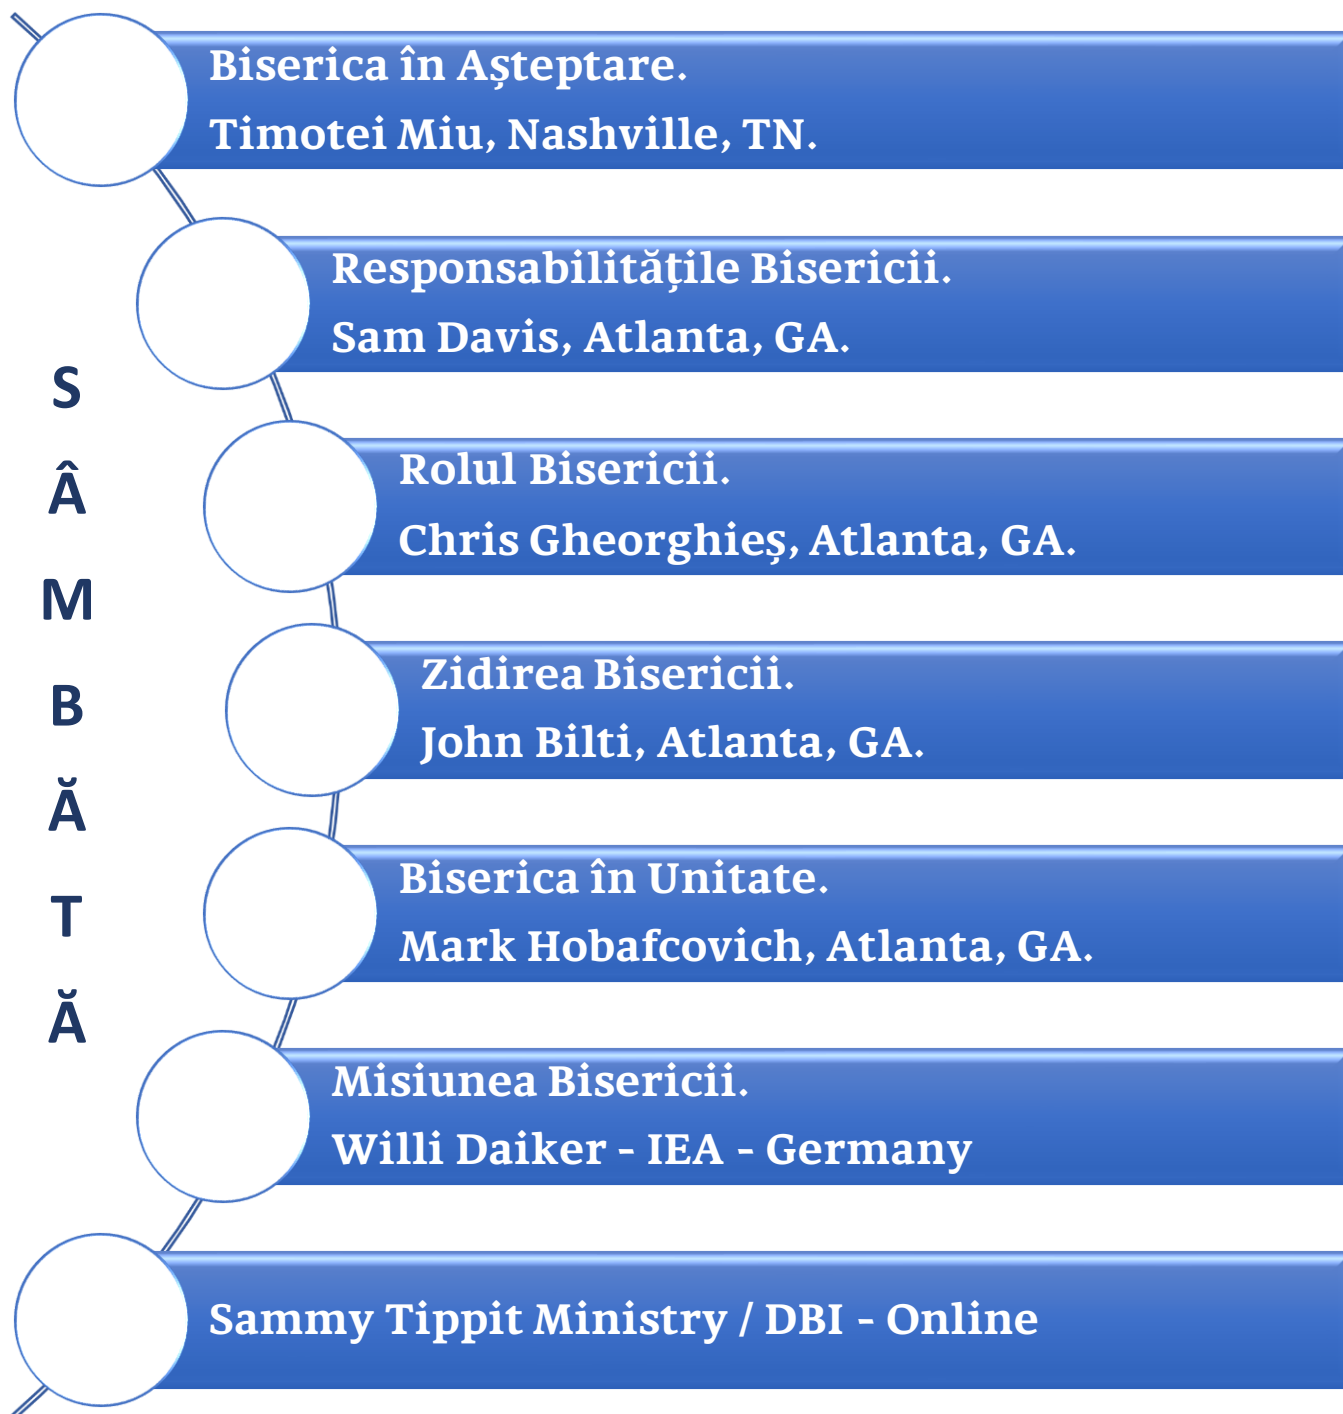 Biserica în Așteptare.
Timotei Miu, Nashville, TN.
Responsabilitățile Bisericii.
Sam Davis, Atlanta, GA.
Rolul Bisericii.
Chris Gheorghieș, Atlanta, GA.
Zidirea Bisericii.
John Bilti, Atlanta, GA.
Biserica în Unitate.
Mark Hobafcovich, Atlanta, GA.
Misiunea Bisericii.
Willi Daiker - IEA - Germany
Sammy Tippit Ministry / DBI - Online
S
Â
M
B
Ă
T
Ă